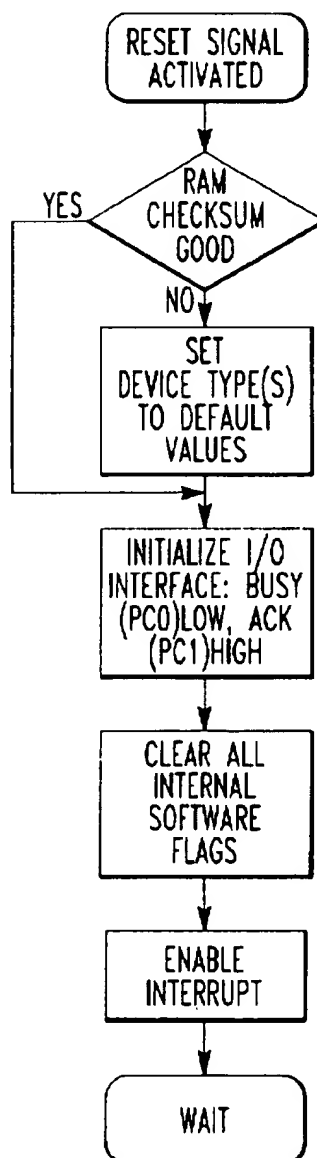 RESET SIGNAL
ACTIVATED
YES
RAM
CHECKSUM
GOOD
NO
SET
DEVICE TYPE(S)
TO DEFAULT
VALUES
INITIALIZE I/O
INTERFACE: BUSY
(PC0)LOW, ACK
(PC1)HIGH
CLEAR ALL
INTERNAL
SOFTWARE
FLAGS
ENABLE
INTERRUPT
WAIT